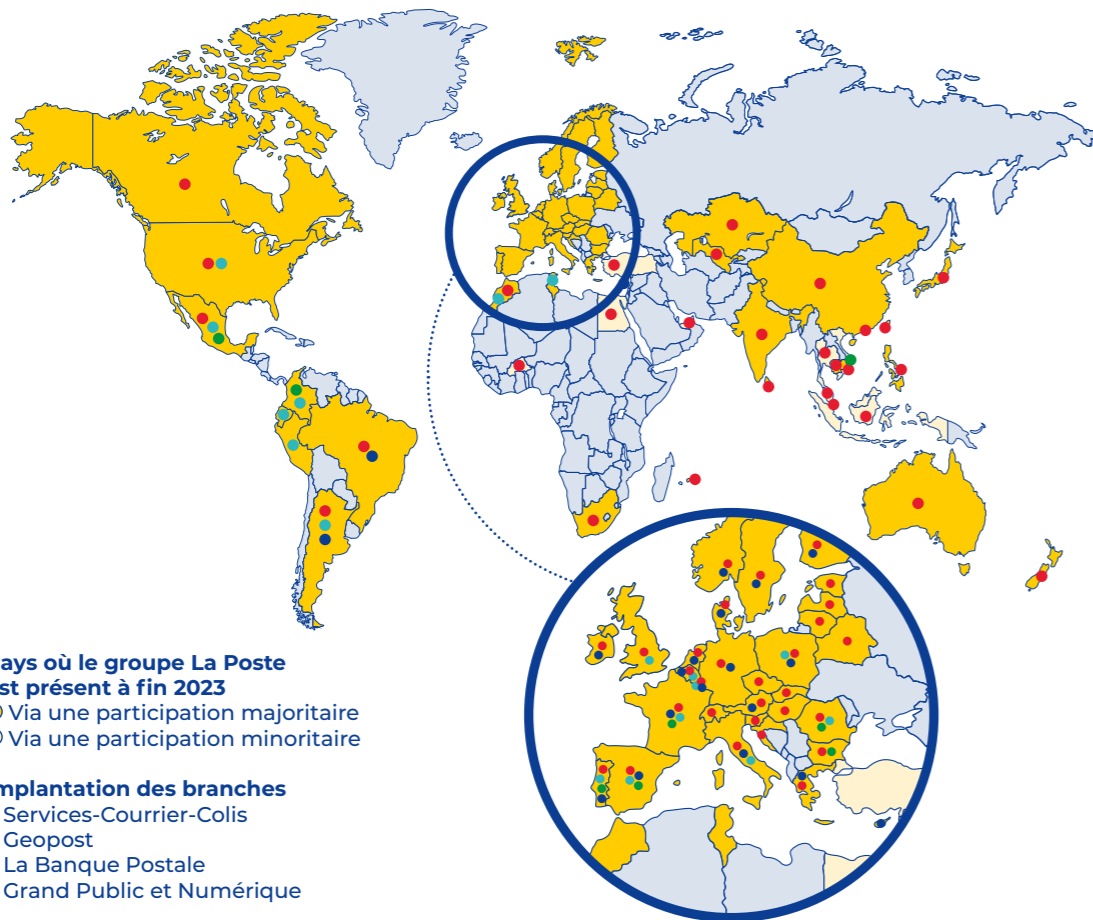 ays où le groupe La Poste
st présent à fin 2023
Via une participation majoritaire
Via une participation minoritaire
mplantation des branches
Services-Courrier-Colis
Geopost
La Banque Postale
Grand Public et Numérique